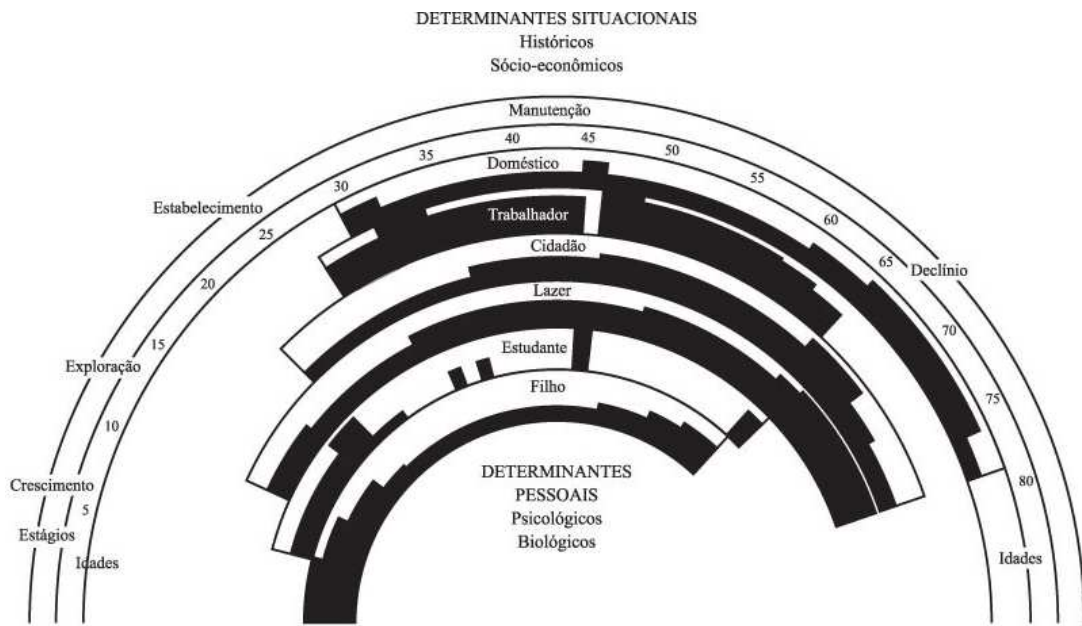 DETERMINANTES SITUACIONAIS
Históricos
Sócio-econômicos
Manutenção
40
45
35
50
Doméstico
55
30
Estabelecimento
Trabalhador
60
25
Cidadão
65
Declínio
20
Lazer
70
15
Estudante
Exploração
Filho
75
10
DETERMINANTES
PESSOAIS
Psicológicos
Biológicos
80
Crescimento
5
Estágios
Idades
Idades